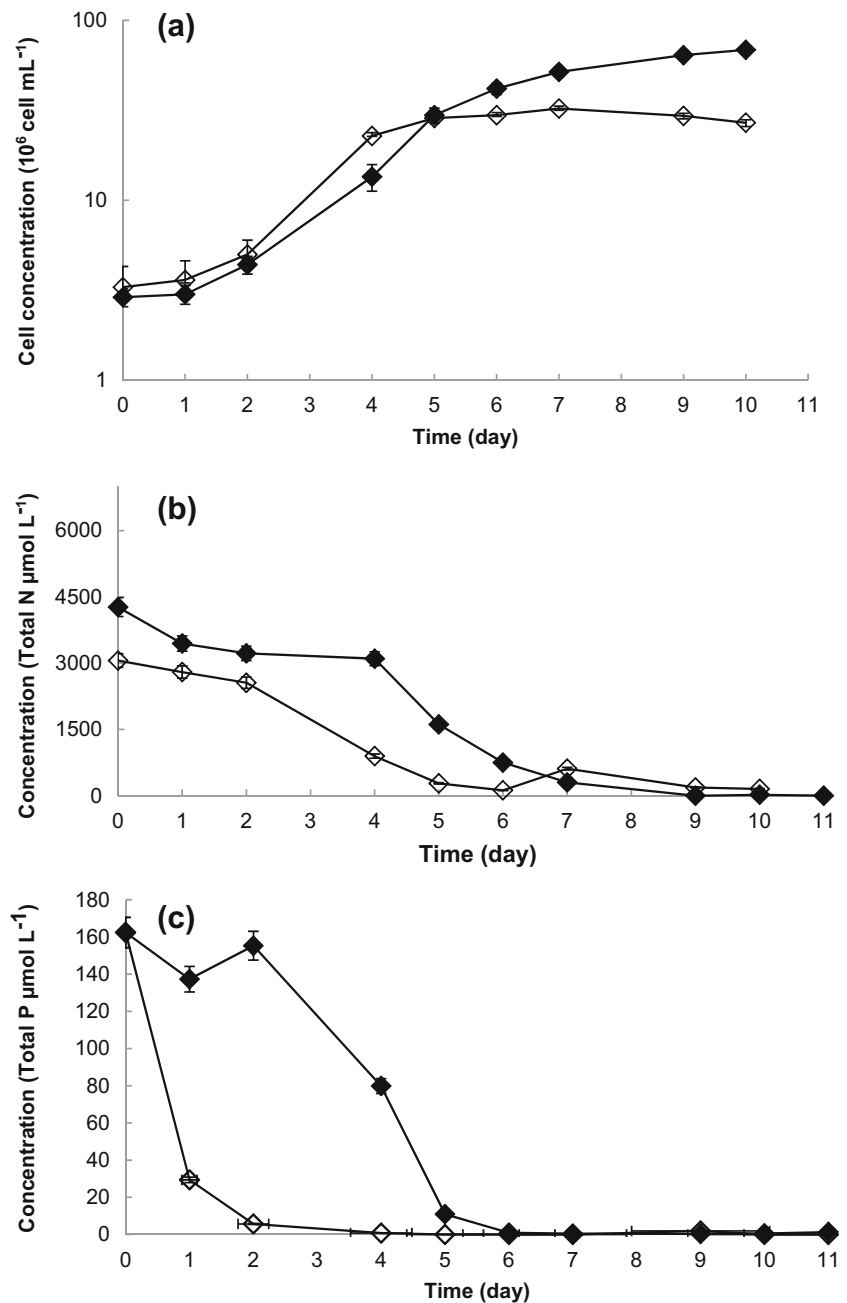 (a)
Cell concentration (10⁶ cell mL⁻¹)
100
10
1
0 1 2 3 4 5 6 7 8 9 10 11
Time (day)
(b)
Concentration (Total N µmol L⁻¹)
6000
4500
3000
1500
0
0 1 2 3 4 5 6 7 8 9 10 11
Time (day)
(c)
Concentration (Total P µmol L⁻¹)
180
160
140
120
100
80
60
40
20
0
0 1 2 3 4 5 6 7 8 9 10 11
Time (day)